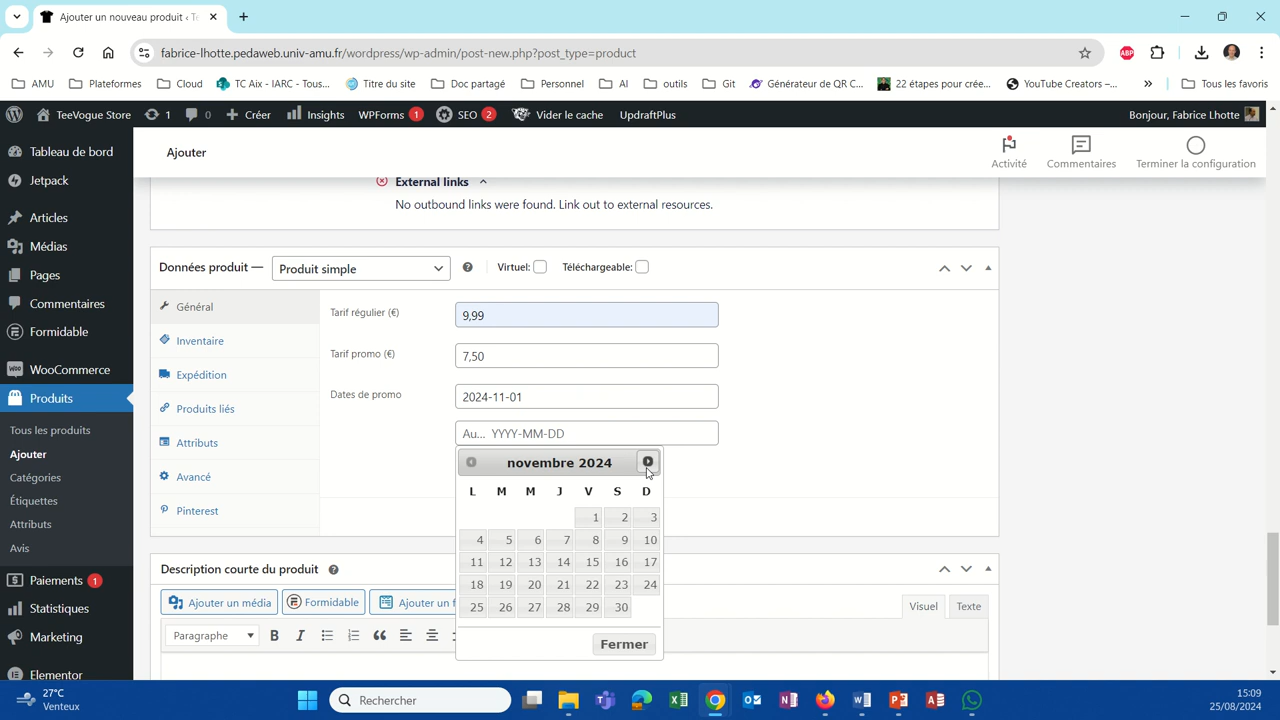 Ajouter un nouveau produit ‹ T
fabrice-lhotte.pedaweb.univ-amu.fr/wordpress/wp-admin/post-new.php?post_type=product
ABP
AMU Plateformes Cloud TC Aix - IARC - Tous... Titre du site Doc partagé Personnel AI outils Git Générateur de QR C... 22 étapes pour crée... YouTube Creators –... » Tous les favoris
TeeVogue Store 1 0 + Créer Insights WPForms 1 SEO 2 Vider le cache UpdraftPlus Bonjour, Fabrice Lhotte
Ajouter
Activité Commentaires Terminer la configuration
Tableau de bord
Jetpack
Articles
Médias
Pages
Commentaires
Formidable
WooCommerce
Produits
Tous les produits
Ajouter
Catégories
Étiquettes
Attributs
Avis
Paiements 1
Statistiques
Marketing
Elementor
External links
No outbound links were found. Link out to external resources.
Données produit — Produit simple Virtuel: Téléchargeable:
Général
Inventaire
Expédition
Produits liés
Attributs
Avancé
Pinterest
Tarif régulier (€) 9,99
Tarif promo (€) 7,50
Dates de promo 2024-11-01
Au... YYYY-MM-DD
novembre 2024
L M M J V S D
1 2 3
4 5 6 7 8 9 10
11 12 13 14 15 16 17
18 19 20 21 22 23 24
25 26 27 28 29 30
Fermer
Description courte du produit
Ajouter un média Formidable Ajouter un f Visuel Texte
Paragraphe B I
27°C
Venteux
Rechercher
15:09
25/08/2024